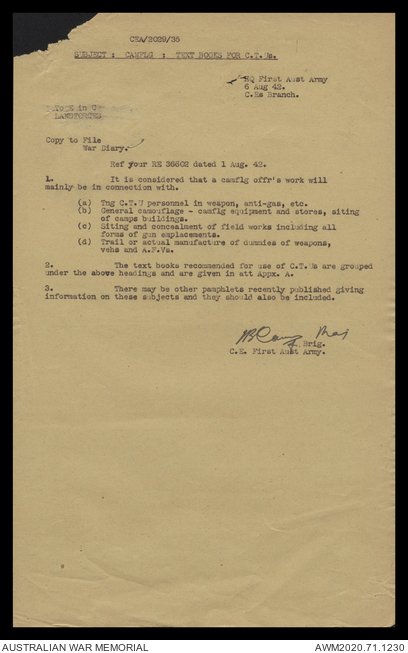 CEA/2029/35
SUBJECT : CAMFLG : TEXT BOOKS FOR C.T.Us.
HQ First Aust Army
6 Aug 42.
C.Es Branch.
in C
LANDFORCES
Copy to File
War Diary.
Ref your RE 36602 dated 1 Aug. 42.
1. It is considered that a camflg offr's work will
mainly be in connection with.
(a) Tng C.T.U personnel in weapon, anti-gas, etc.
(b) General camouflage - camflg equipment and stores, siting
of camps buildings.
(c) Siting and concealment of field works including all
forms of gun emplacements.
(d) Trail or actual manufacture of dummies of weapons,
vehs and A.F.Vs.
2. The text books recommended for use of C.T.Us are grouped
under the above headings and are given in att Appx. A.
3. There may be other pamphlets recently published giving
information on these subjects and they should also be included.
Maj
Brig.
C.E. First Aust Army.
AUSTRALIAN WAR MEMORIAL
AWM2020.71.1230